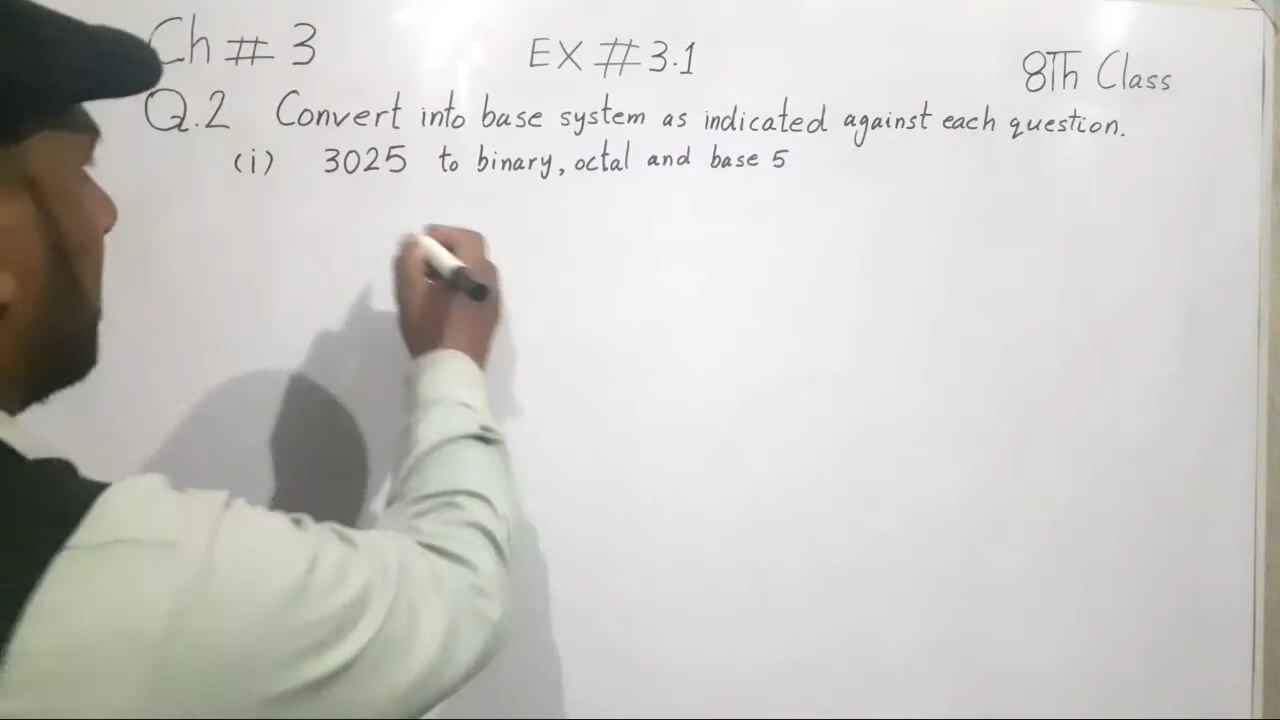 Ch # 3 EX # 3.1 8Th Class
Q.2 Convert into base system as indicated against each question.
(i) 3025 to binary, octal and base 5